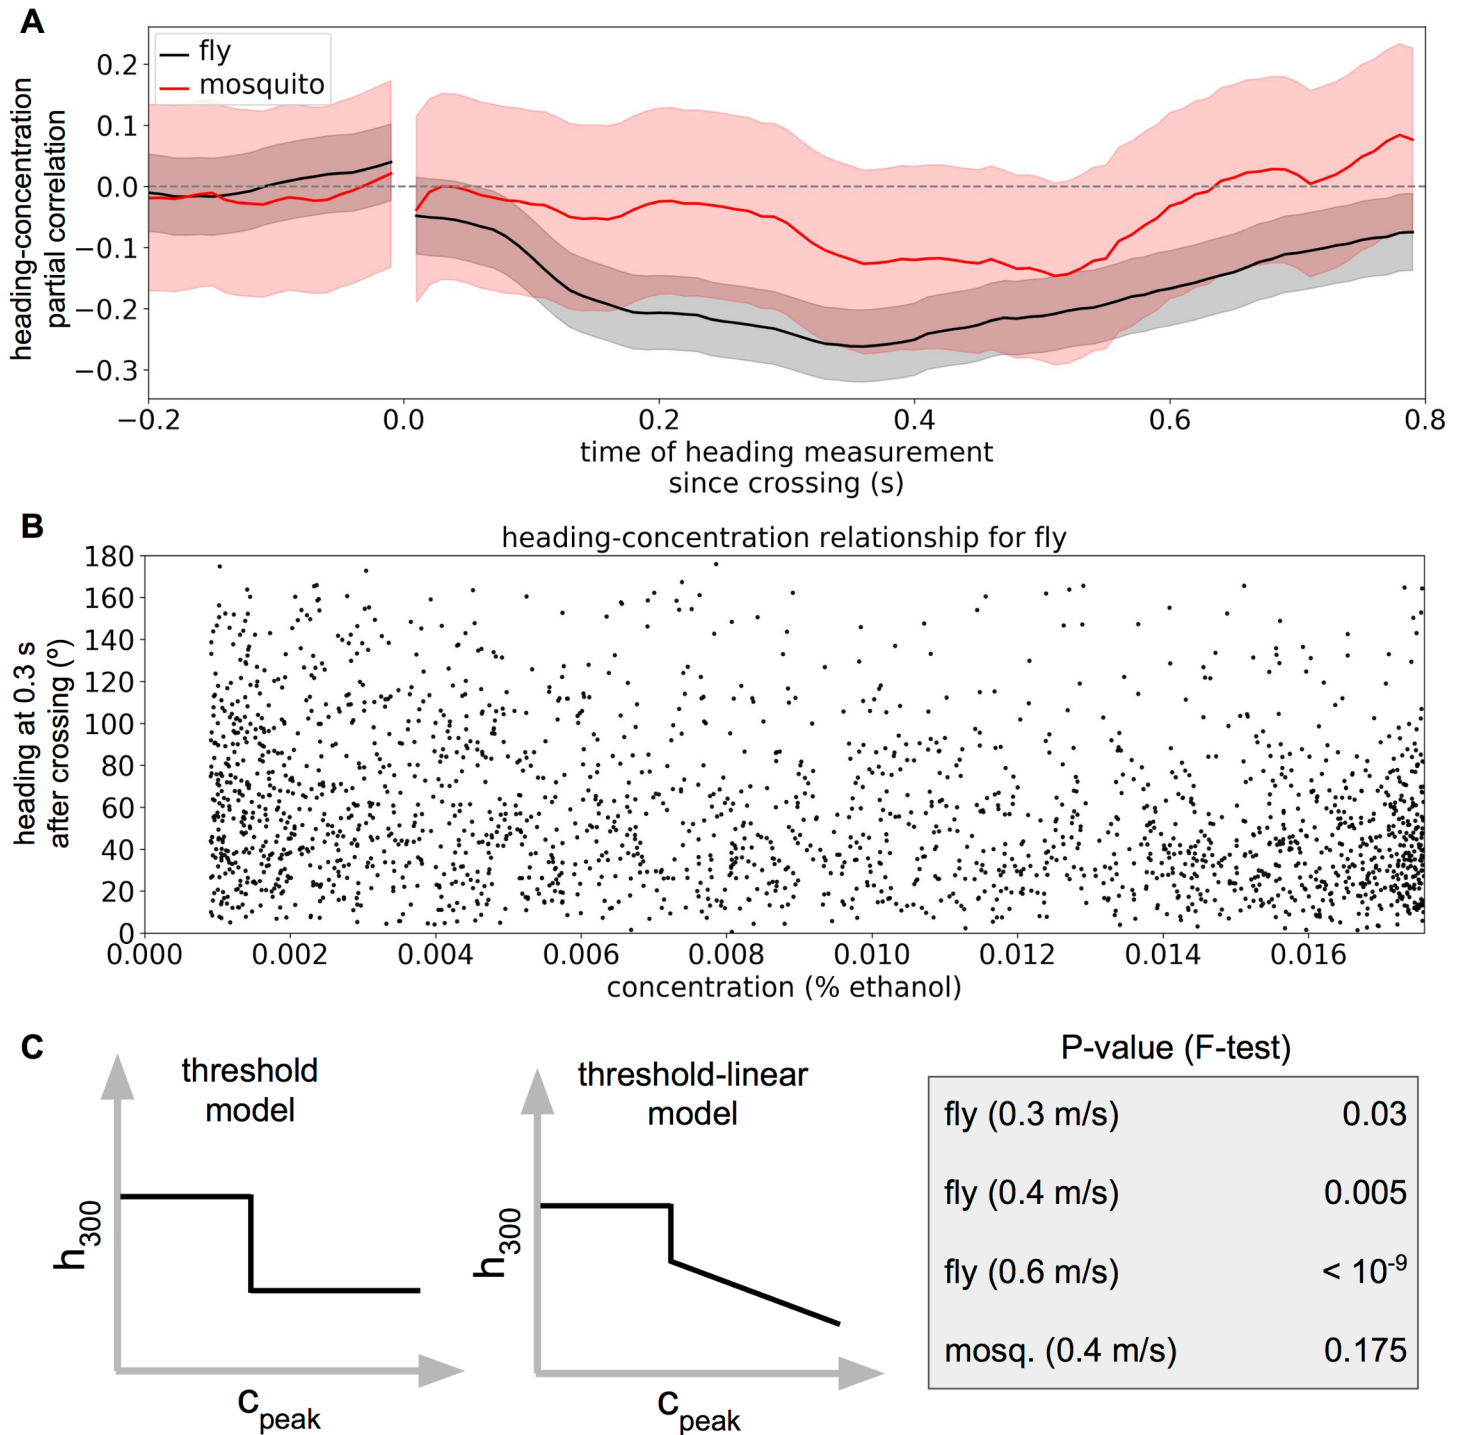 A
fly
mosquito
heading-concentration
partial correlation
0.2
0.1
0.0
−0.1
−0.2
−0.3
−0.2
0.0
0.2
0.4
0.6
0.8
time of heading measurement
since crossing (s)
B
heading-concentration relationship for fly
heading at 0.3 s
after crossing (º)
180
160
140
120
100
80
60
40
20
0
0.000
0.002
0.004
0.006
0.008
0.010
0.012
0.014
0.016
concentration (% ethanol)
C
threshold
model
h300
cpeak
threshold-linear
model
h300
cpeak
P-value (F-test)
fly (0.3 m/s) 0.03
fly (0.4 m/s) 0.005
fly (0.6 m/s) < 10-9
mosq. (0.4 m/s) 0.175